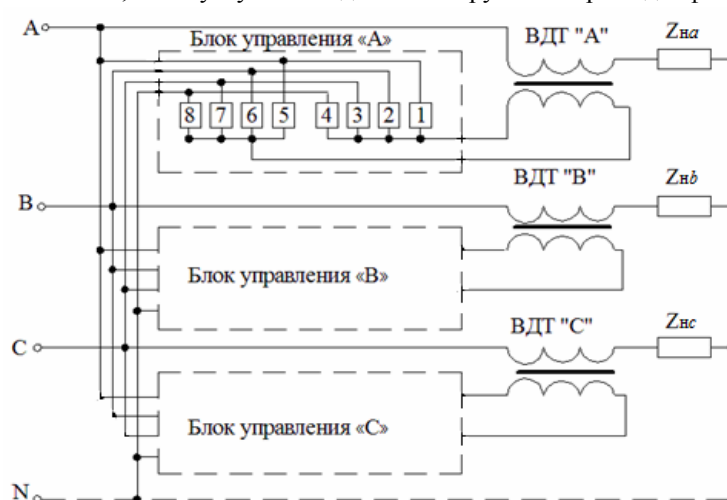 A
Блок управления «А»
ВДТ "А"
Zна
8 7 6 5 4 3 2 1
B
ВДТ "В"
Zнb
Блок управления «В»
C
ВДТ "С"
Zнс
Блок управления «С»
N